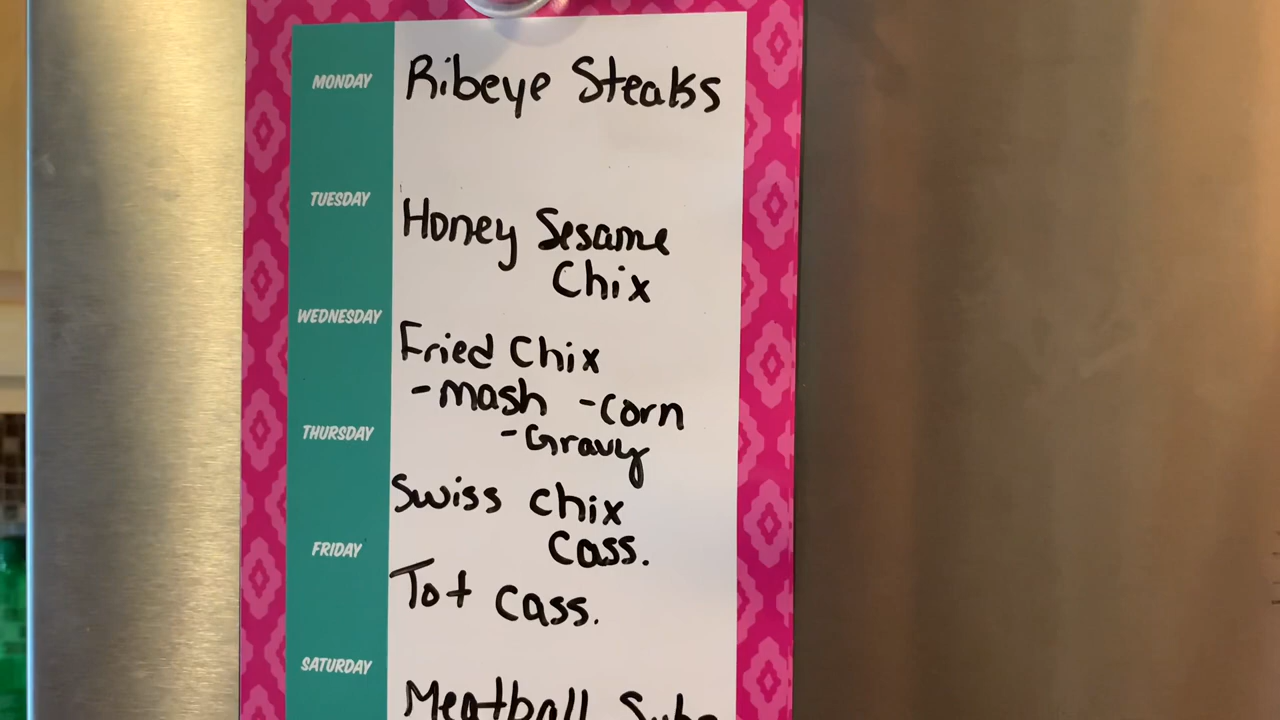 MONDAY
Ribeye Steaks
TUESDAY
Honey Sesame
Chix
WEDNESDAY
Fried Chix
-mash -corn
-Gravy
THURSDAY
Swiss chix
Cass.
FRIDAY
Tot Cass.
SATURDAY
Meatball Subs